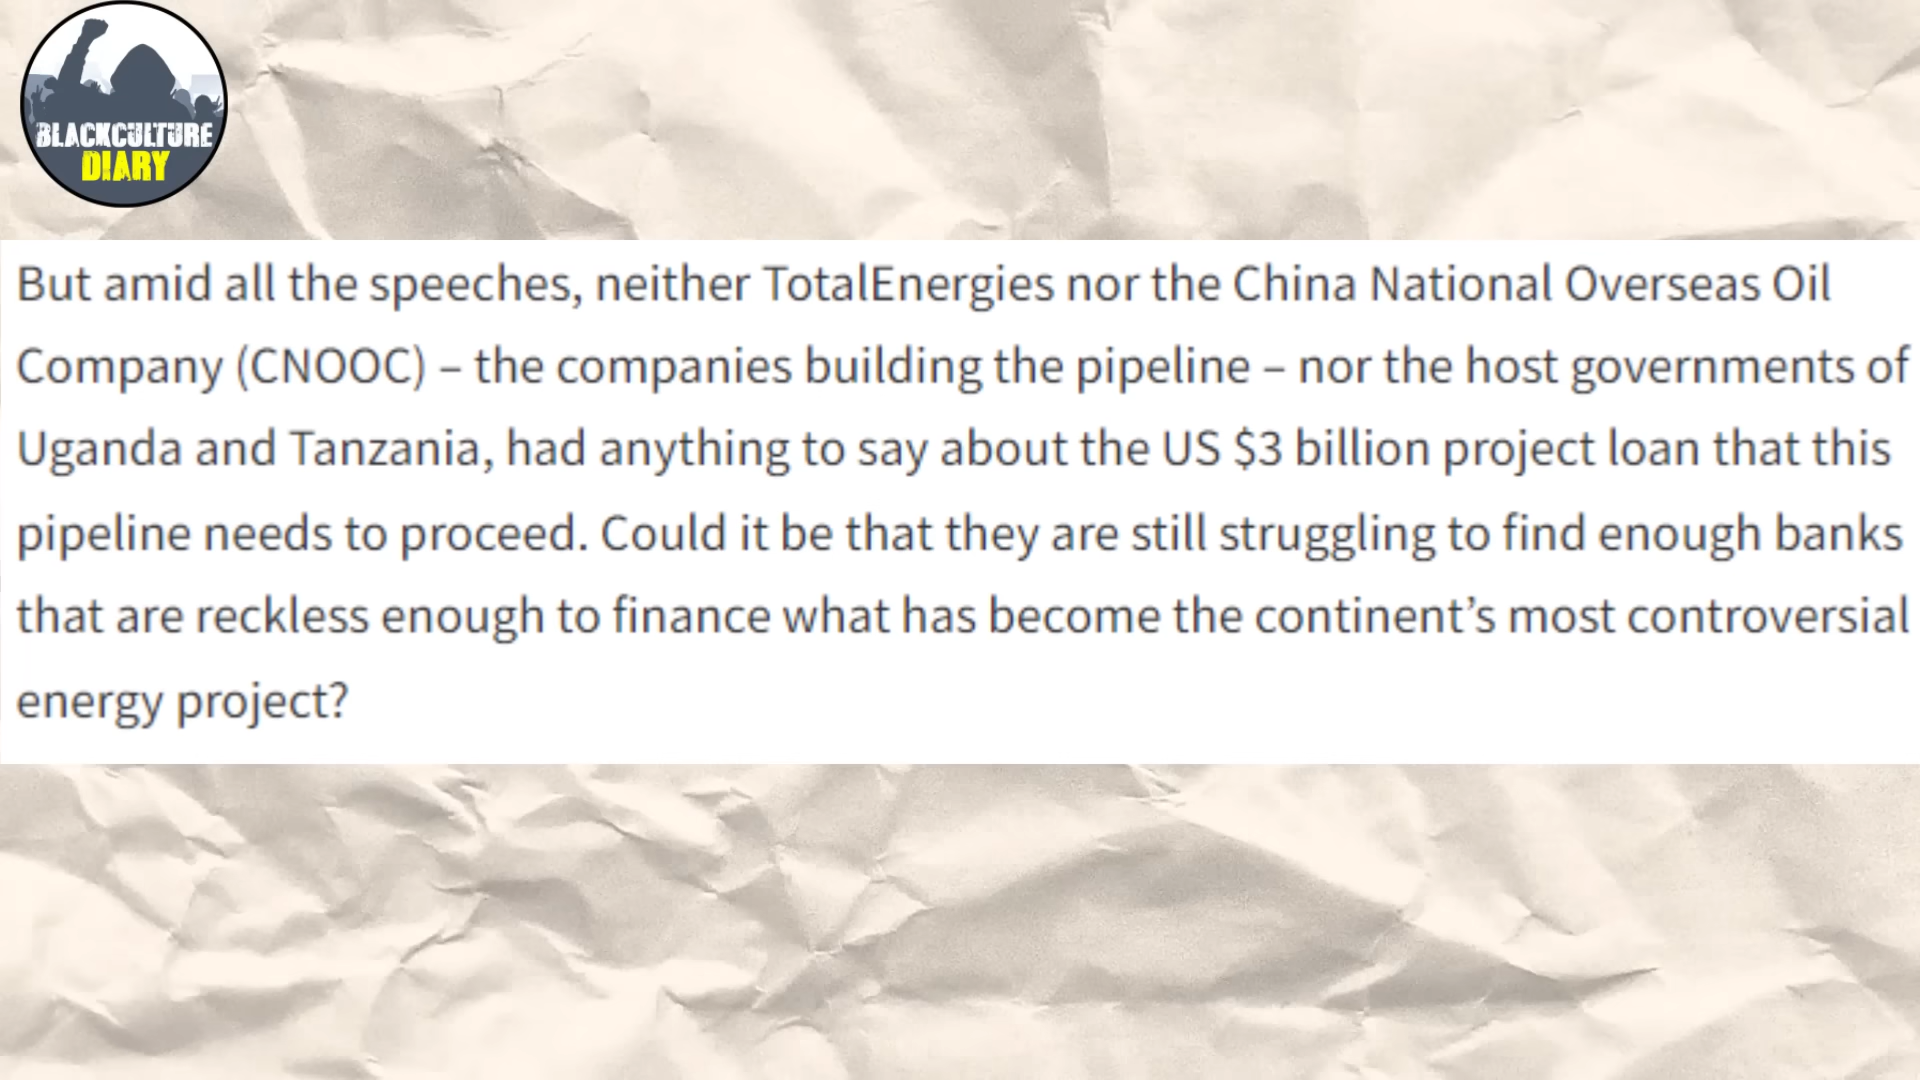 BLACKCULTURE
DIARY
But amid all the speeches, neither TotalEnergies nor the China National Overseas Oil
Company (CNOOC) – the companies building the pipeline – nor the host governments of
Uganda and Tanzania, had anything to say about the US $3 billion project loan that this
pipeline needs to proceed. Could it be that they are still struggling to find enough banks
that are reckless enough to finance what has become the continent’s most controversial
energy project?